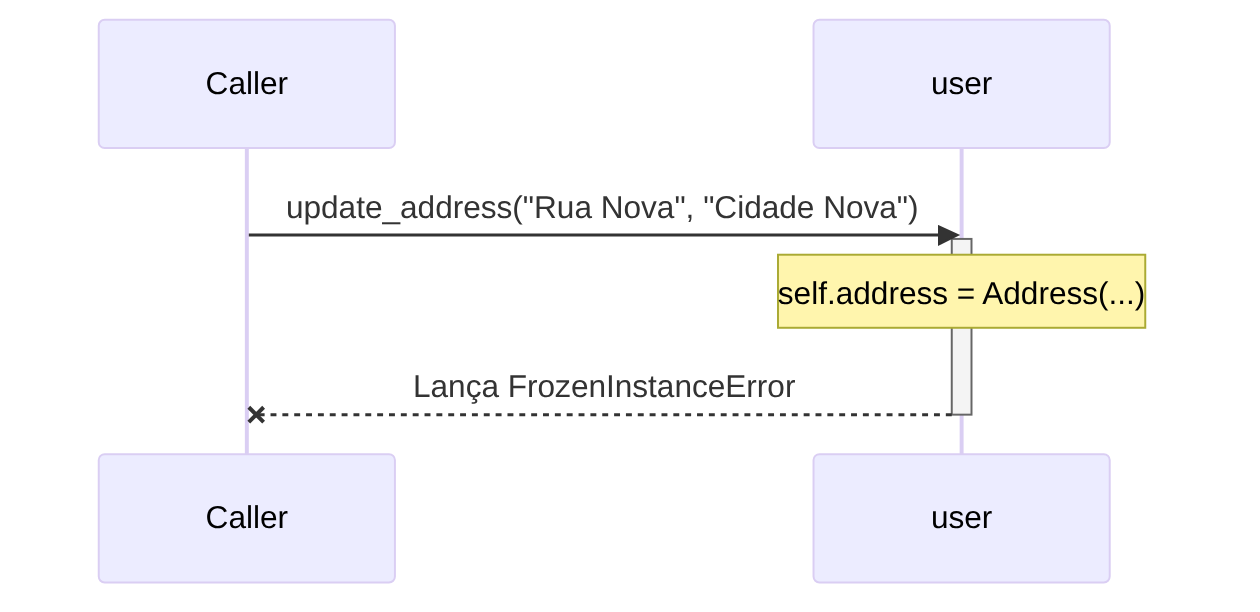 Caller
user
update_address("Rua Nova", "Cidade Nova")
self.address = Address(...)
Lança FrozenInstanceError
Caller
user